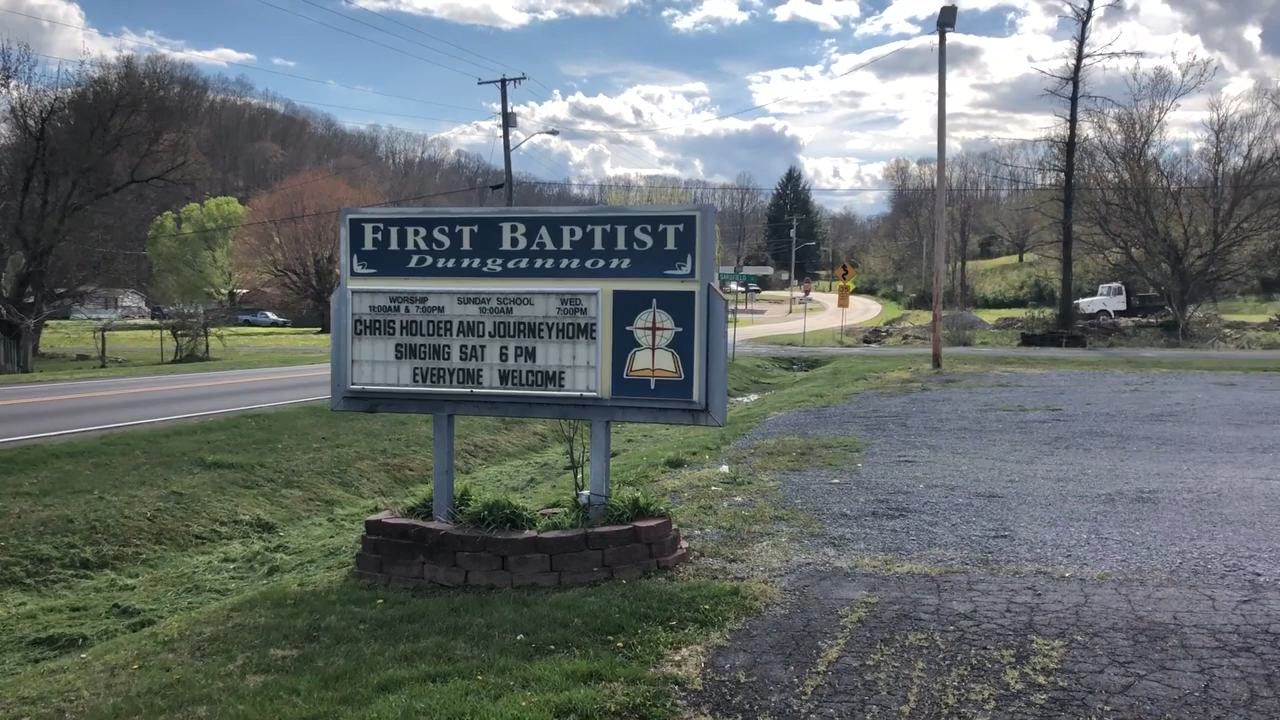 FIRST BAPTIST
Dungannon
WORSHIP
11:00AM & 7:00PM
SUNDAY SCHOOL
10:00AM
WED.
7:00PM
CHRIS HOLDER AND JOURNEYHOME
SINGING SAT 6 PM
EVERYONE WELCOME